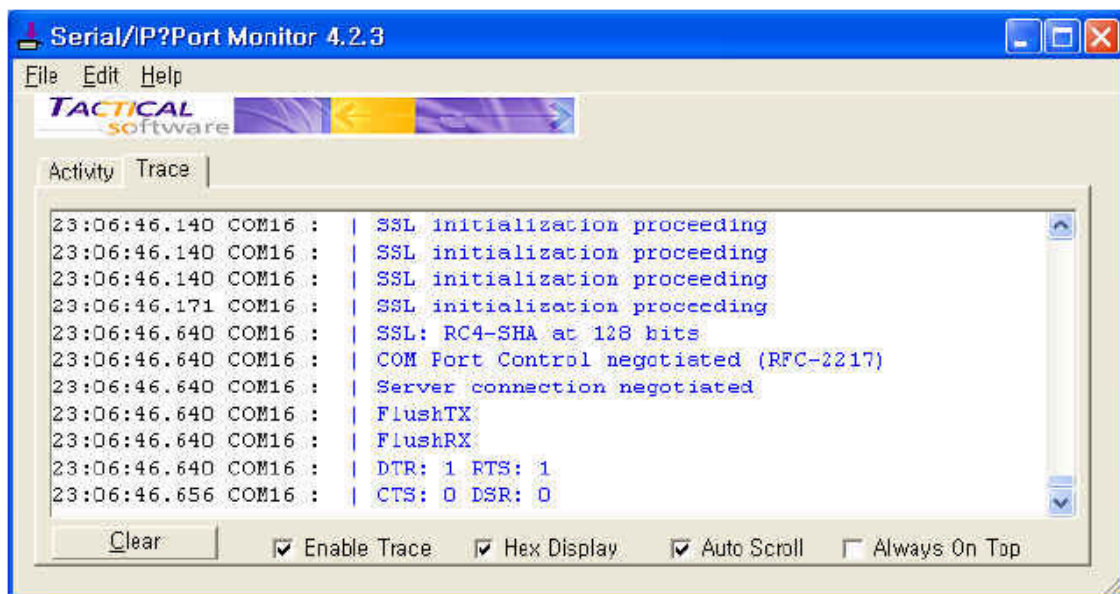 Serial/IP?Port Monitor 4.2.3
File Edit Help
TACTICAL
software
Activity Trace
23:06:46.140 COM16 : | SSL initialization proceeding
23:06:46.140 COM16 : | SSL initialization proceeding
23:06:46.140 COM16 : | SSL initialization proceeding
23:06:46.171 COM16 : | SSL initialization proceeding
23:06:46.640 COM16 : | SSL: RC4-SHA at 128 bits
23:06:46.640 COM16 : | COM Port Control negotiated (RFC-2217)
23:06:46.640 COM16 : | Server connection negotiated
23:06:46.640 COM16 : | FlushTX
23:06:46.640 COM16 : | FlushRX
23:06:46.640 COM16 : | DTR: 1 RTS: 1
23:06:46.656 COM16 : | CTS: 0 DSR: 0
Clear Enable Trace Hex Display Auto Scroll Always On Top